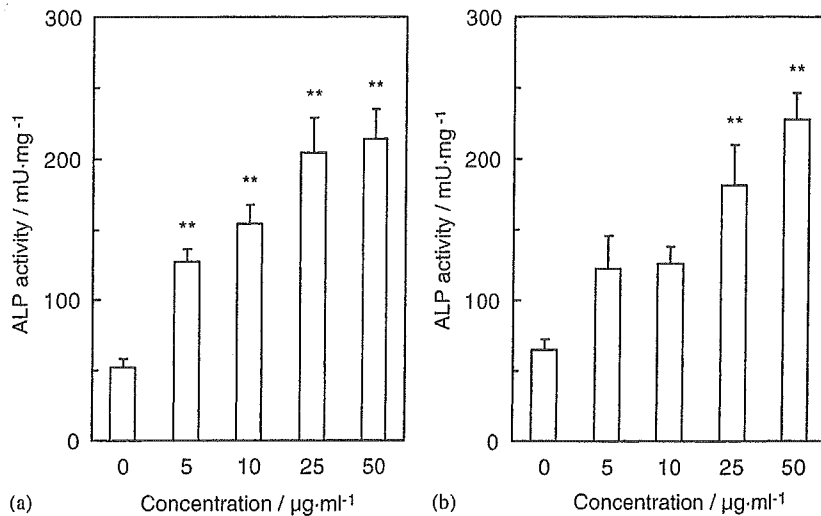 300
200
100
0
ALP activity / mU·mg⁻¹
**
**
**
**
0 5 10 25 50
(a) Concentration / µg·ml⁻¹
300
200
100
0
ALP activity / mU·mg⁻¹
**
**
0 5 10 25 50
(b) Concentration / µg·ml⁻¹